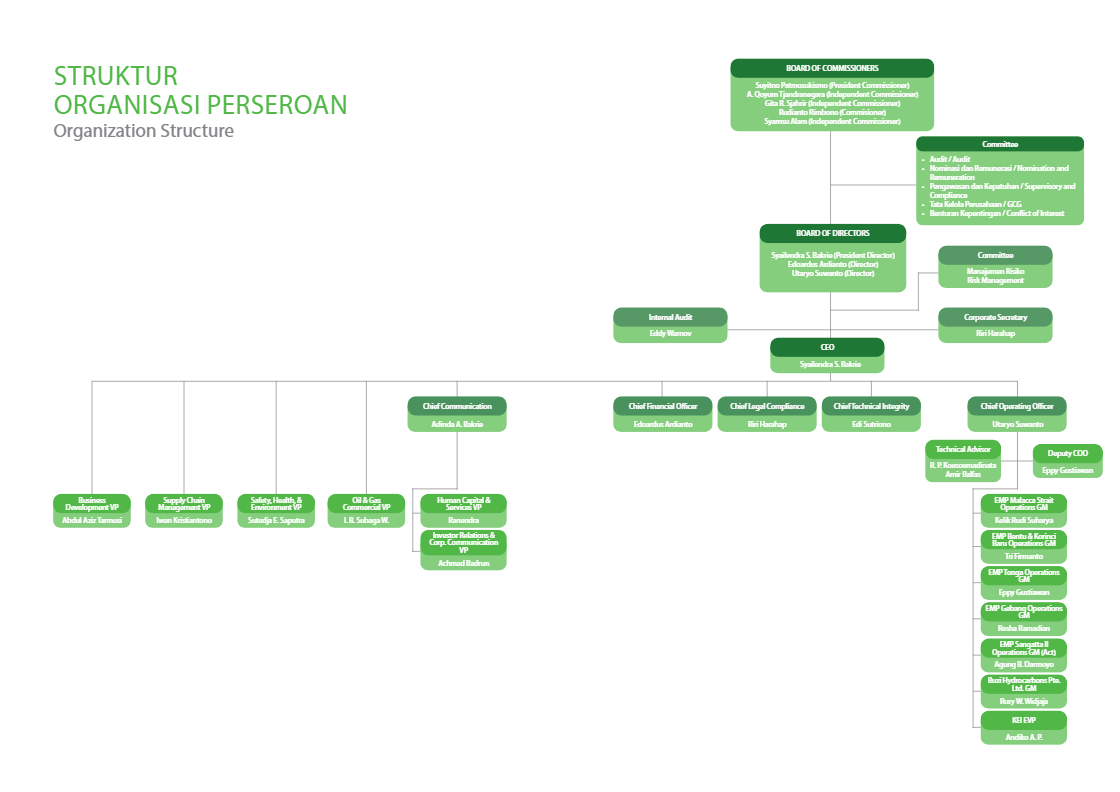 STRUKTUR
ORGANISASI PERSEROAN
Organization Structure
BOARD OF COMMISSIONERS
Suyitno Patmosukismo (President Commissioner)
A. Qoyum Tjandranegara (Independent Commissioner)
Gita R. Sjahrir (Independent Commissioner)
Rudianto Rimbono (Commisioner)
Syamsu Alam (Independent Commissioner)
Committee
• Audit / Audit
• Nominasi dan Remunerasi / Nomination and
Remuneration
• Pengawasan dan Kepatuhan / Supervisory and
Compliance
• Tata Kelola Perusahaan / GCG
• Benturan Kepentingan / Conflict of Interest
BOARD OF DIRECTORS
Syailendra S. Bakrie (President Director)
Edoardus Ardianto (Director)
Utaryo Suwanto (Director)
Committee
Manajemen Risiko
Risk Management
Internal Audit
Eddy Warnov
Corporate Secretary
Riri Harahap
CEO
Syailendra S. Bakrie
Chief Communication
Adinda A. Bakrie
Chief Financial Officer
Edoardus Ardianto
Chief Legal Compliance
Riri Harahap
Chief Technical Integrity
Edi Sutriono
Chief Operating Officer
Utaryo Suwanto
Technical Advisor
R. P. Koesoemadinata
Amir Balfas
Deputy COO
Eppy Gustiawan
Business
Development VP
Abdul Aziz
Supply Chain
Management VP
Iwan Kristiantono
Safety, Health, &
Environment VP
Sutadja E. Saputra
Oil & Gas
Commercial VP
I. B. Subaga W.
Human Capital &
Services VP
Ranendra
Investor Relations &
Corp. Communication
VP
Achmad Badrun
EMP Malacca Strait
Operations GM
Kelik Rudi Suharya
EMP Bentu & Korinci
Baru Operations GM
Tri Firmanto
EMP Tonga Operations
GM
Eppy Gustiawan
EMP Gebang Operations
GM
Rusha Ramadian
EMP Sangatta II
Operations GM (Act)
Agung B. Darmoyo
Buzi Hydrocarbons Pte.
Ltd. GM
Rury W. Widjaja
KEI EVP
Andiko A. P.